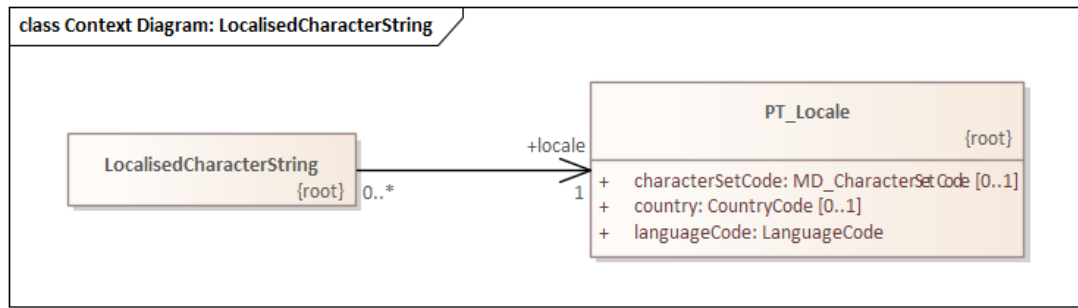 class Context Diagram: LocalisedCharacterString
PT_Locale
{root}
+locale
LocalisedCharacterString
{root}
0..*
1
+ characterSetCode: MD_CharacterSetCode [0..1]
+ country: CountryCode [0..1]
+ languageCode: LanguageCode